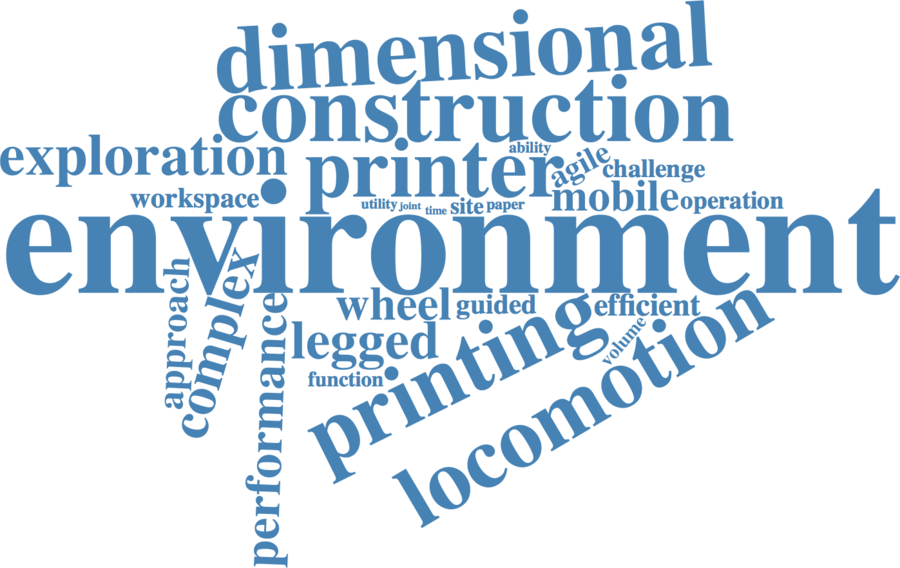 dimensional
construction
exploration
printer
ability
agile
challenge
workspace
utility
joint
time
site
paper
mobile
operation
environment
approach
complex
performance
wheel
guided
efficient
legged
printing
volume
function
locomotion